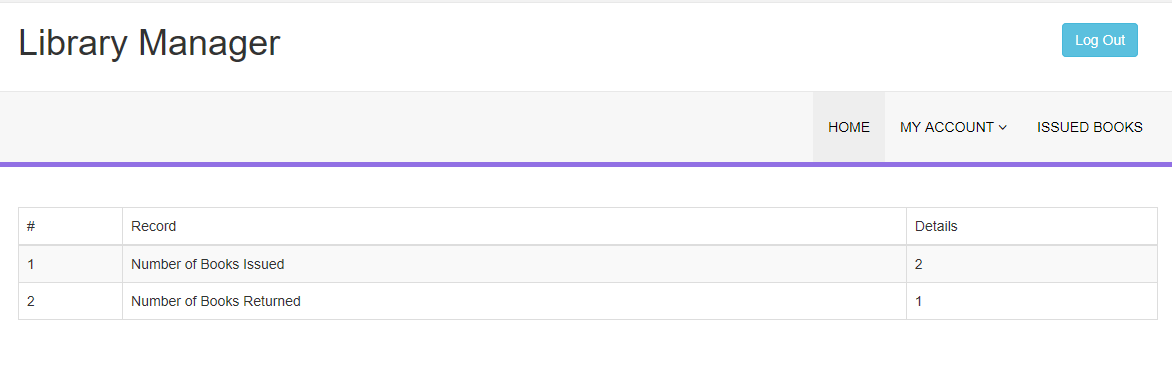 Library Manager
Log Out
HOME MY ACCOUNT ISSUED BOOKS
# Record Details
1 Number of Books Issued 2
2 Number of Books Returned 1